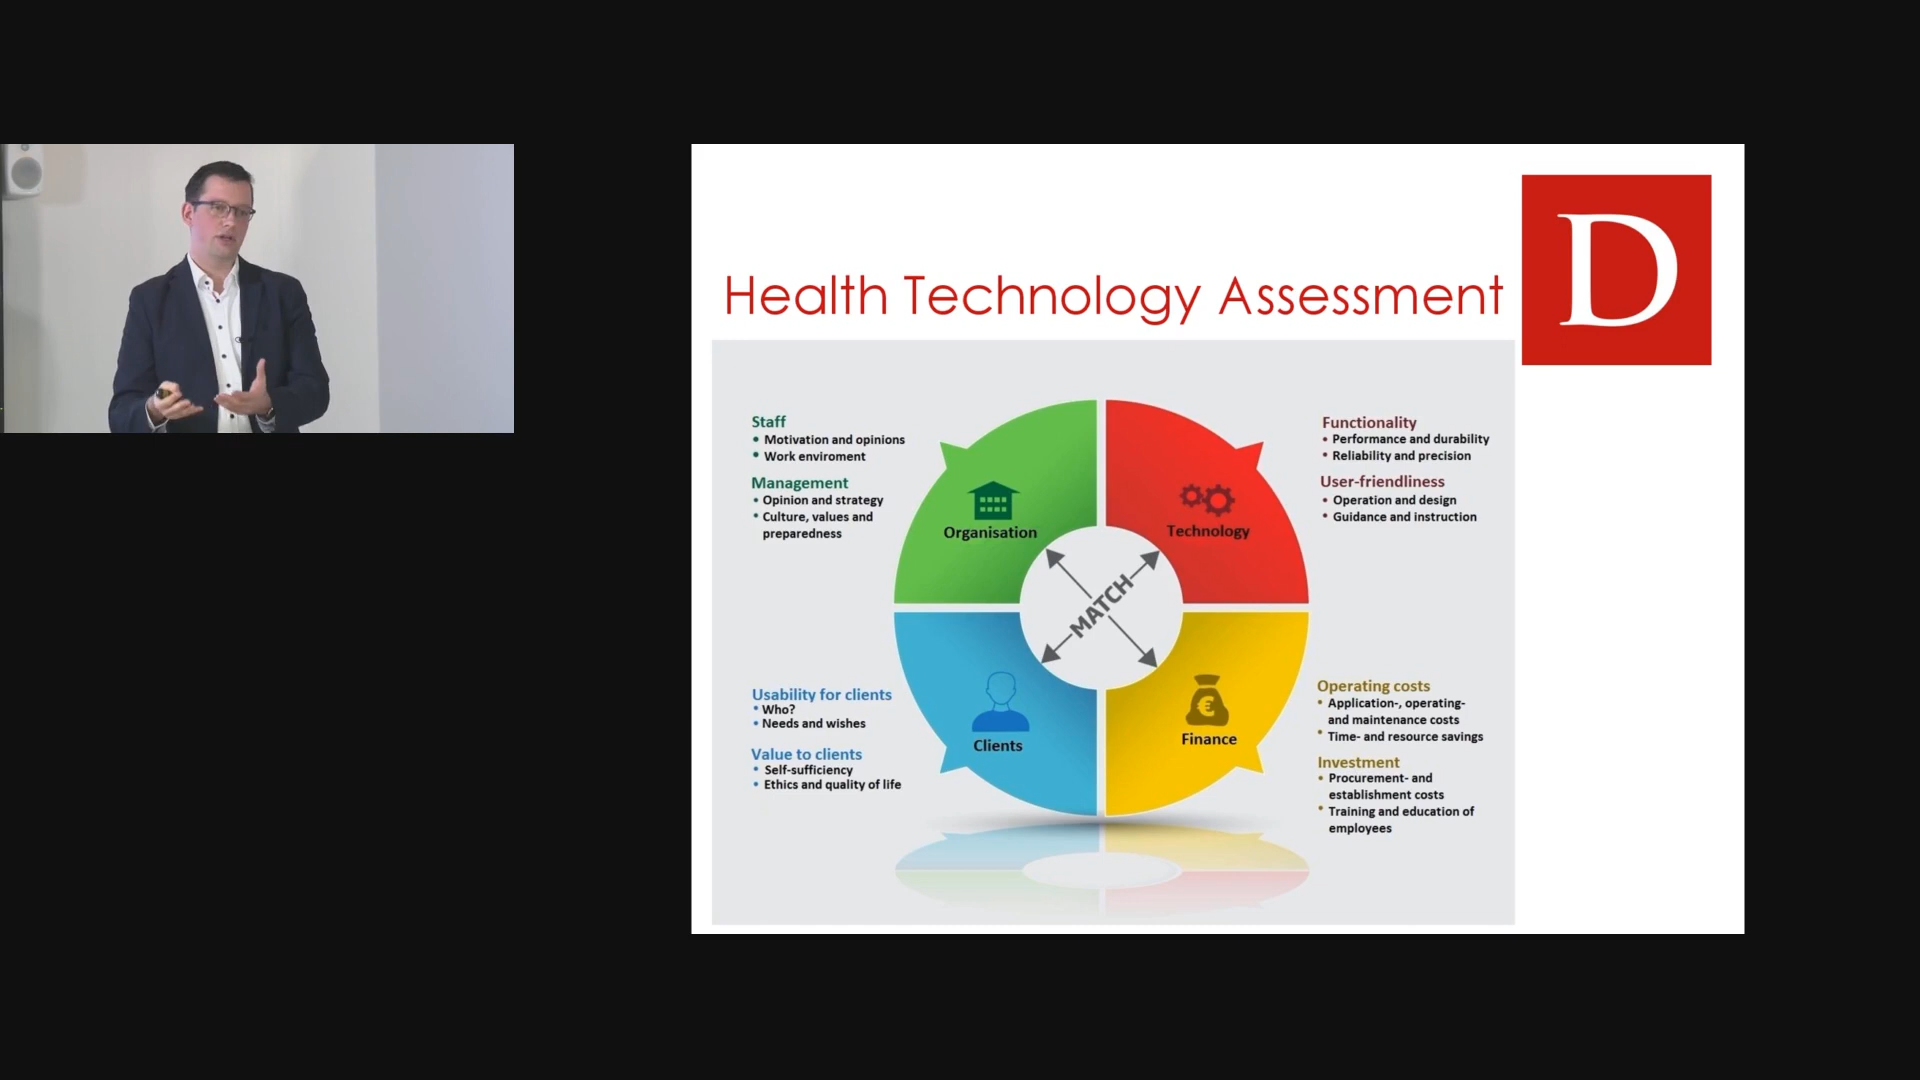 D
Health Technology Assessment
Staff
• Motivation and opinions
• Work enviroment
Management
• Opinion and strategy
• Culture, values and
preparedness
Organisation
Technology
Functionality
• Performance and durability
• Reliability and precision
User-friendliness
• Operation and design
• Guidance and instruction
MATCH
Usability for clients
• Who?
• Needs and wishes
Value to clients
• Self-sufficiency
• Ethics and quality of life
Clients
€
Finance
Operating costs
• Application-, operating-
and maintenance costs
• Time- and resource savings
Investment
• Procurement- and
establishment costs
• Training and education of
employees